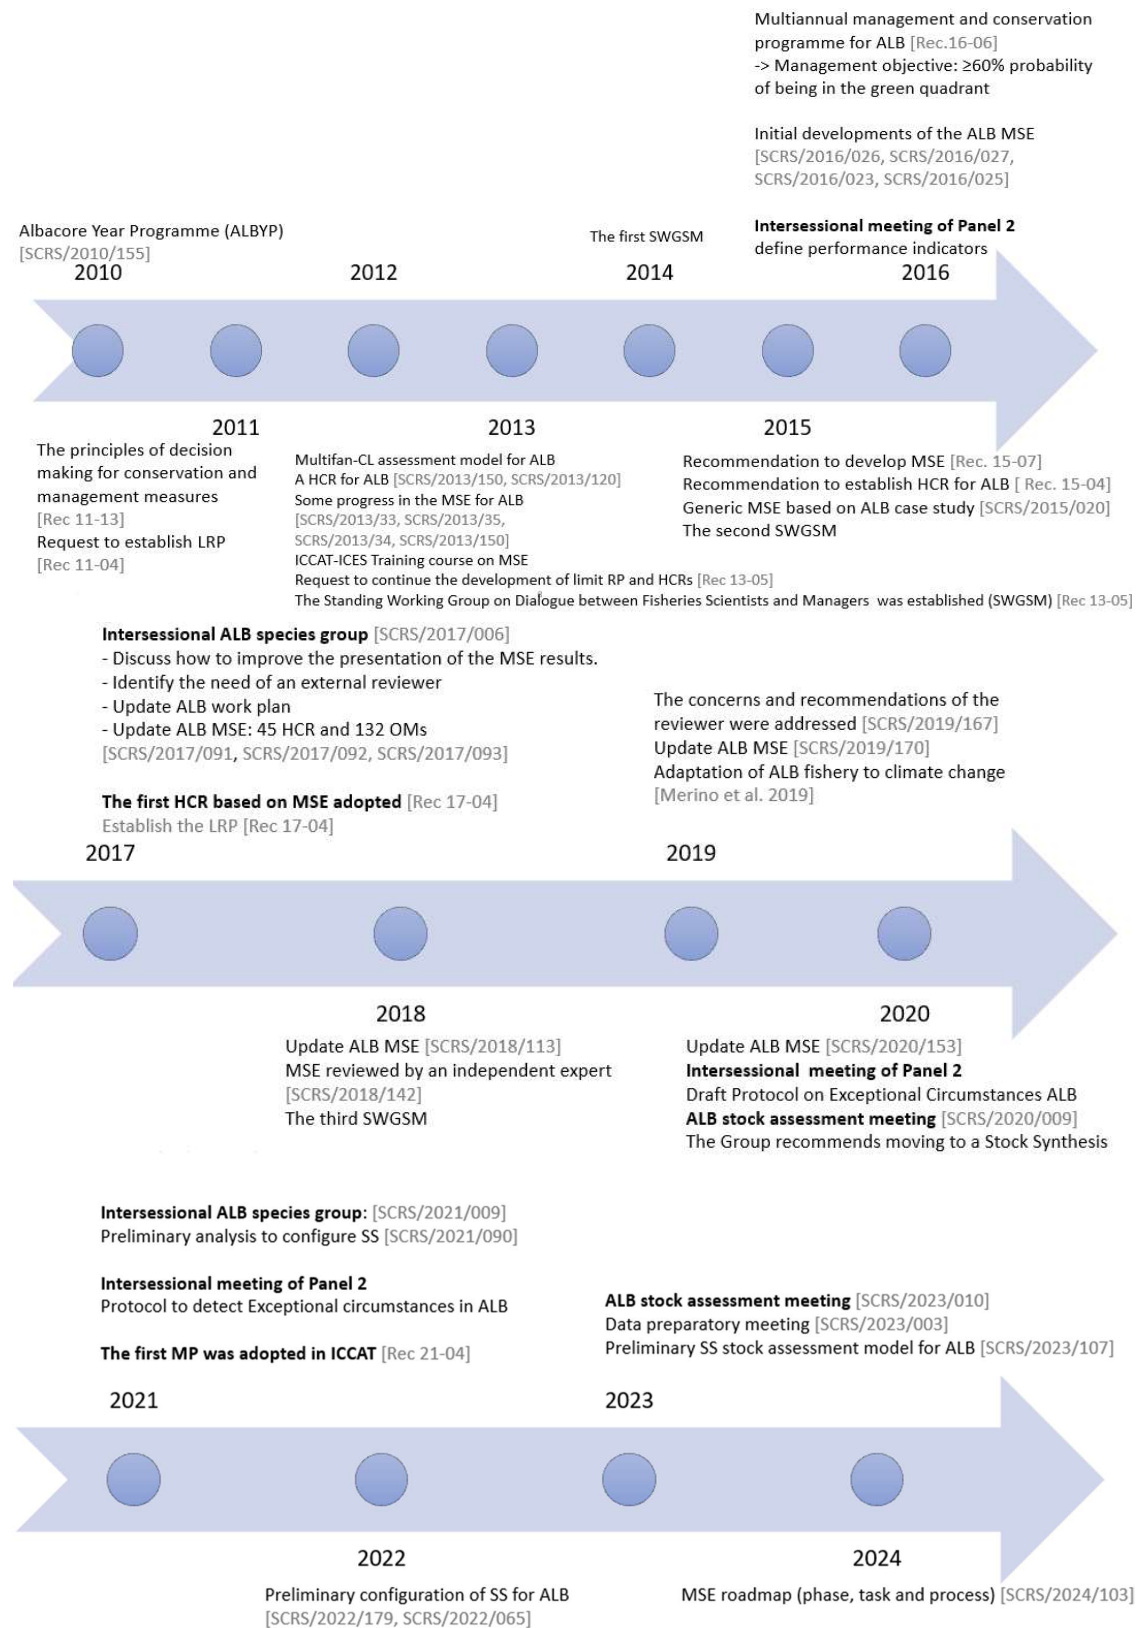 Multiannual management and conservation
programme for ALB [Rec.16-06]
-> Management objective: ≥60% probability
of being in the green quadrant
Initial developments of the ALB MSE
[SCRS/2016/026, SCRS/2016/027,
SCRS/2016/023, SCRS/2016/025]
Intersessional meeting of Panel 2
define performance indicators
Albacore Year Programme (ALBYP)
[SCRS/2010/155]
The first SWGSM
2010
2012
2014
2016
2011
2013
2015
The principles of decision
making for conservation and
management measures
[Rec 11-13]
Request to establish LRP
[Rec 11-04]
Multifan-CL assessment model for ALB
A HCR for ALB [SCRS/2013/150, SCRS/2013/120]
Some progress in the MSE for ALB
[SCRS/2013/33, SCRS/2013/35,
SCRS/2013/34, SCRS/2013/150]
ICCAT-ICES Training course on MSE
Request to continue the development of limit RP and HCRs [Rec 13-05]
The Standing Working Group on Dialogue between Fisheries Scientists and Managers was established (SWGSM) [Rec 13-05]
Recommendation to develop MSE [Rec. 15-07]
Recommendation to establish HCR for ALB [ Rec. 15-04]
Generic MSE based on ALB case study [SCRS/2015/020]
The second SWGSM
Intersessional ALB species group [SCRS/2017/006]
- Discuss how to improve the presentation of the MSE results.
- Identify the need of an external reviewer
- Update ALB work plan
- Update ALB MSE: 45 HCR and 132 OMs
[SCRS/2017/091, SCRS/2017/092, SCRS/2017/093]
The first HCR based on MSE adopted [Rec 17-04]
Establish the LRP [Rec 17-04]
The concerns and recommendations of the
reviewer were addressed [SCRS/2019/167]
Update ALB MSE [SCRS/2019/170]
Adaptation of ALB fishery to climate change
[Merino et al. 2019]
2017
2019
2018
2020
Update ALB MSE [SCRS/2018/113]
MSE reviewed by an independent expert
[SCRS/2018/142]
The third SWGSM
Update ALB MSE [SCRS/2020/153]
Intersessional meeting of Panel 2
Draft Protocol on Exceptional Circumstances ALB
ALB stock assessment meeting [SCRS/2020/009]
The Group recommends moving to a Stock Synthesis
Intersessional ALB species group: [SCRS/2021/009]
Preliminary analysis to configure SS [SCRS/2021/090]
Intersessional meeting of Panel 2
Protocol to detect Exceptional circumstances in ALB
The first MP was adopted in ICCAT [Rec 21-04]
ALB stock assessment meeting [SCRS/2023/010]
Data preparatory meeting [SCRS/2023/003]
Preliminary SS stock assessment model for ALB [SCRS/2023/107]
2021
2023
2022
2024
Preliminary configuration of SS for ALB
[SCRS/2022/179, SCRS/2022/065]
MSE roadmap (phase, task and process) [SCRS/2024/103]